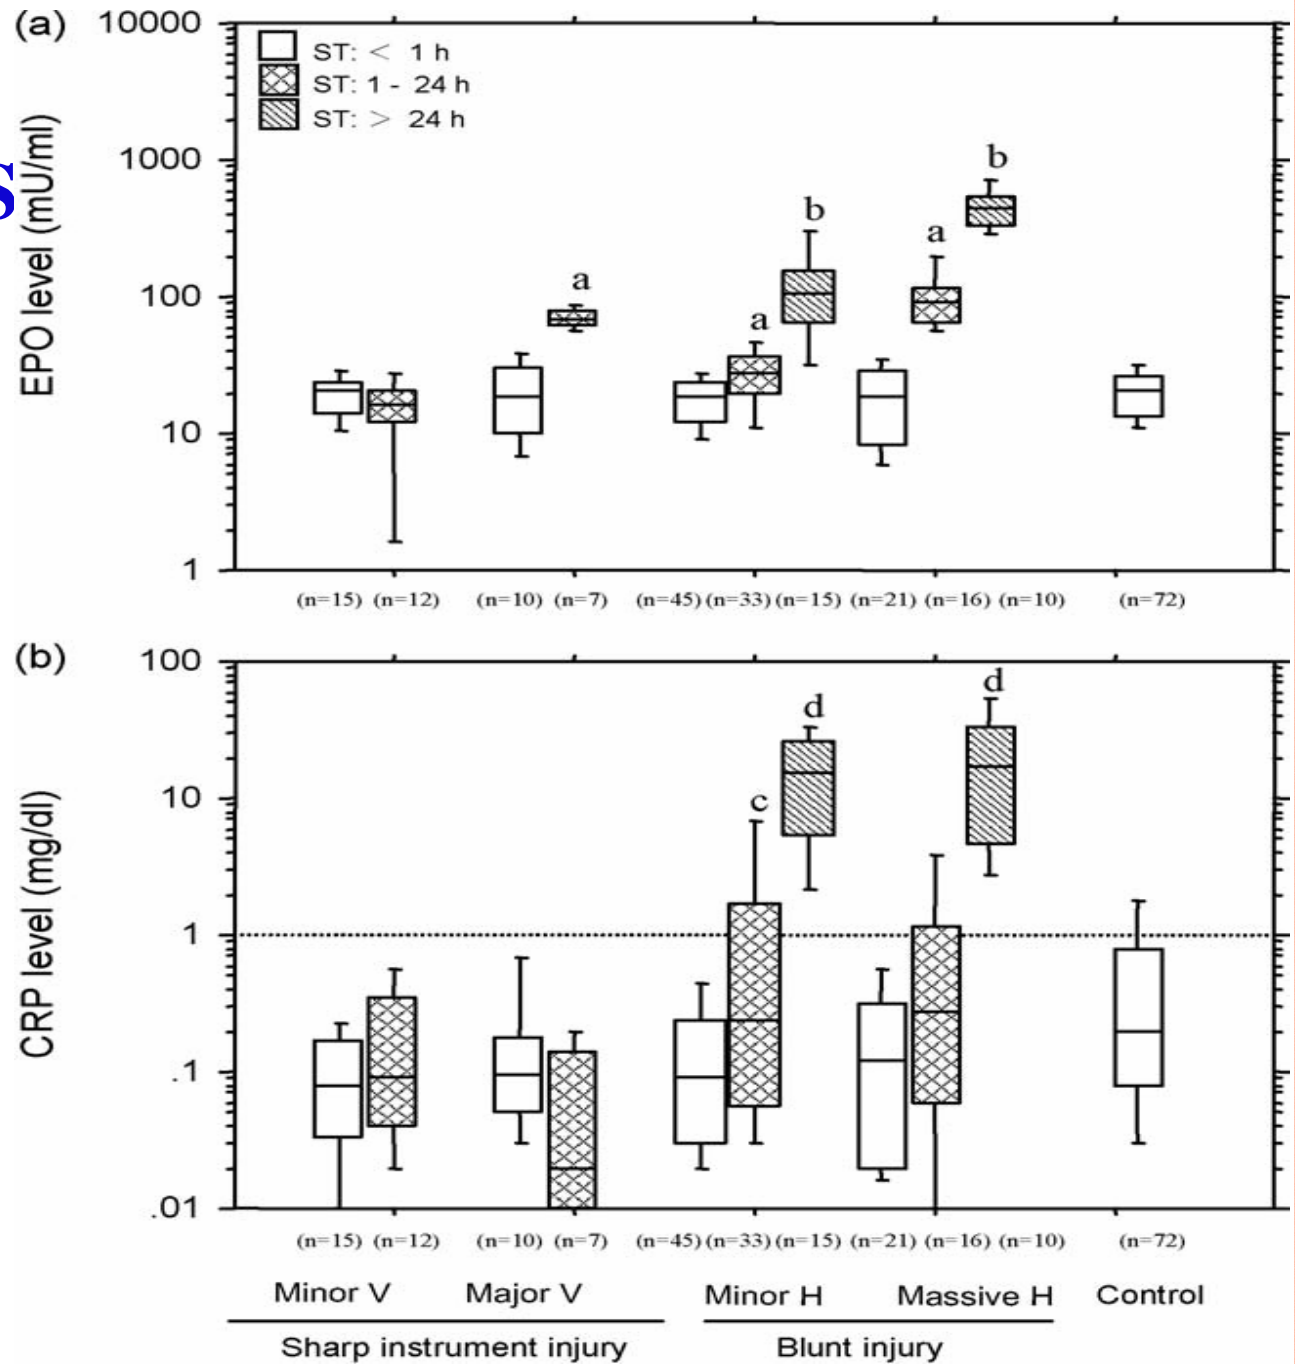 (a)
10000
1000
100
10
1
EPO level (mU/ml)
s
ST: < 1 h
ST: 1 - 24 h
ST: > 24 h
a
a
b
a
b
(n=15) (n=12) (n=10) (n=7) (n=45) (n=33) (n=15) (n=21) (n=16) (n=10) (n=72)
(b)
100
10
1
.1
.01
CRP level (mg/dl)
c
d
d
(n=15) (n=12) (n=10) (n=7) (n=45) (n=33) (n=15) (n=21) (n=16) (n=10) (n=72)
Minor V Major V Minor H Massive H Control
Sharp instrument injury Blunt injury